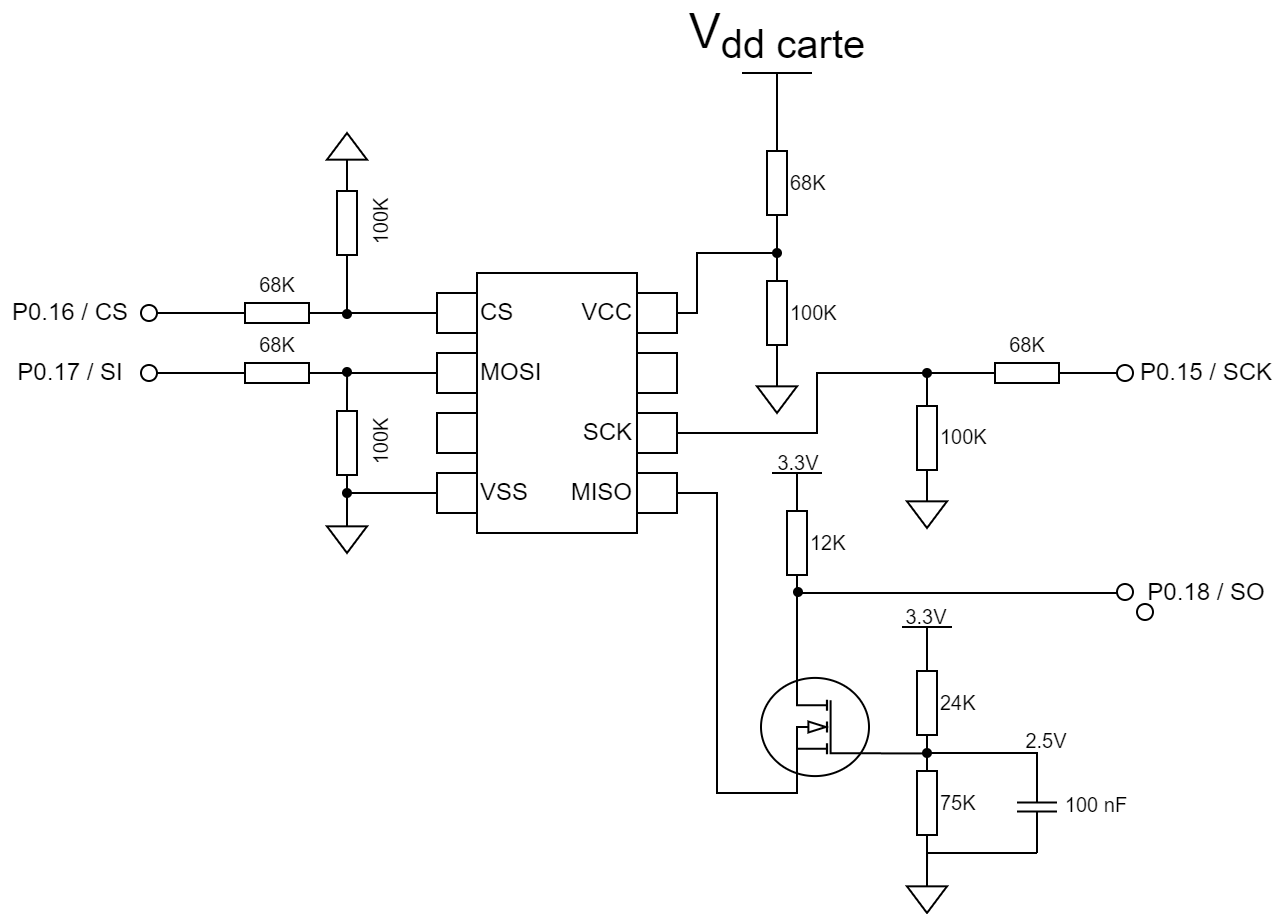 Vdd carte
68K
100K
100K
68K
P0.16 / CS
CS
VCC
68K
P0.17 / SI
MOSI
68K
P0.15 / SCK
100K
SCK
100K
3.3V
VSS
MISO
12K
P0.18 / SO
3.3V
24K
2.5V
75K
100 nF